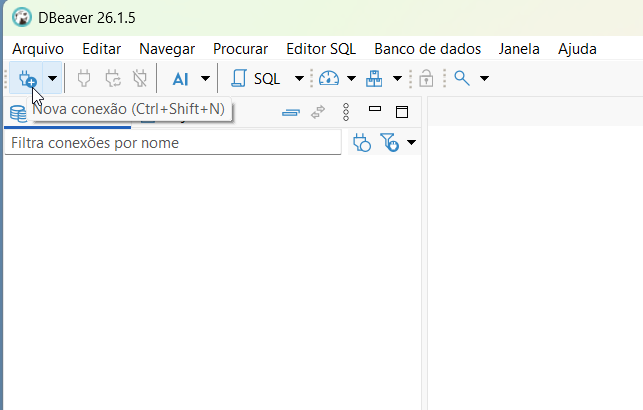 DBeaver 26.1.5
Arquivo Editar Navegar Procurar Editor SQL Banco de dados Janela Ajuda
AI SQL
Nova conexão (Ctrl+Shift+N)
Filtra conexões por nome